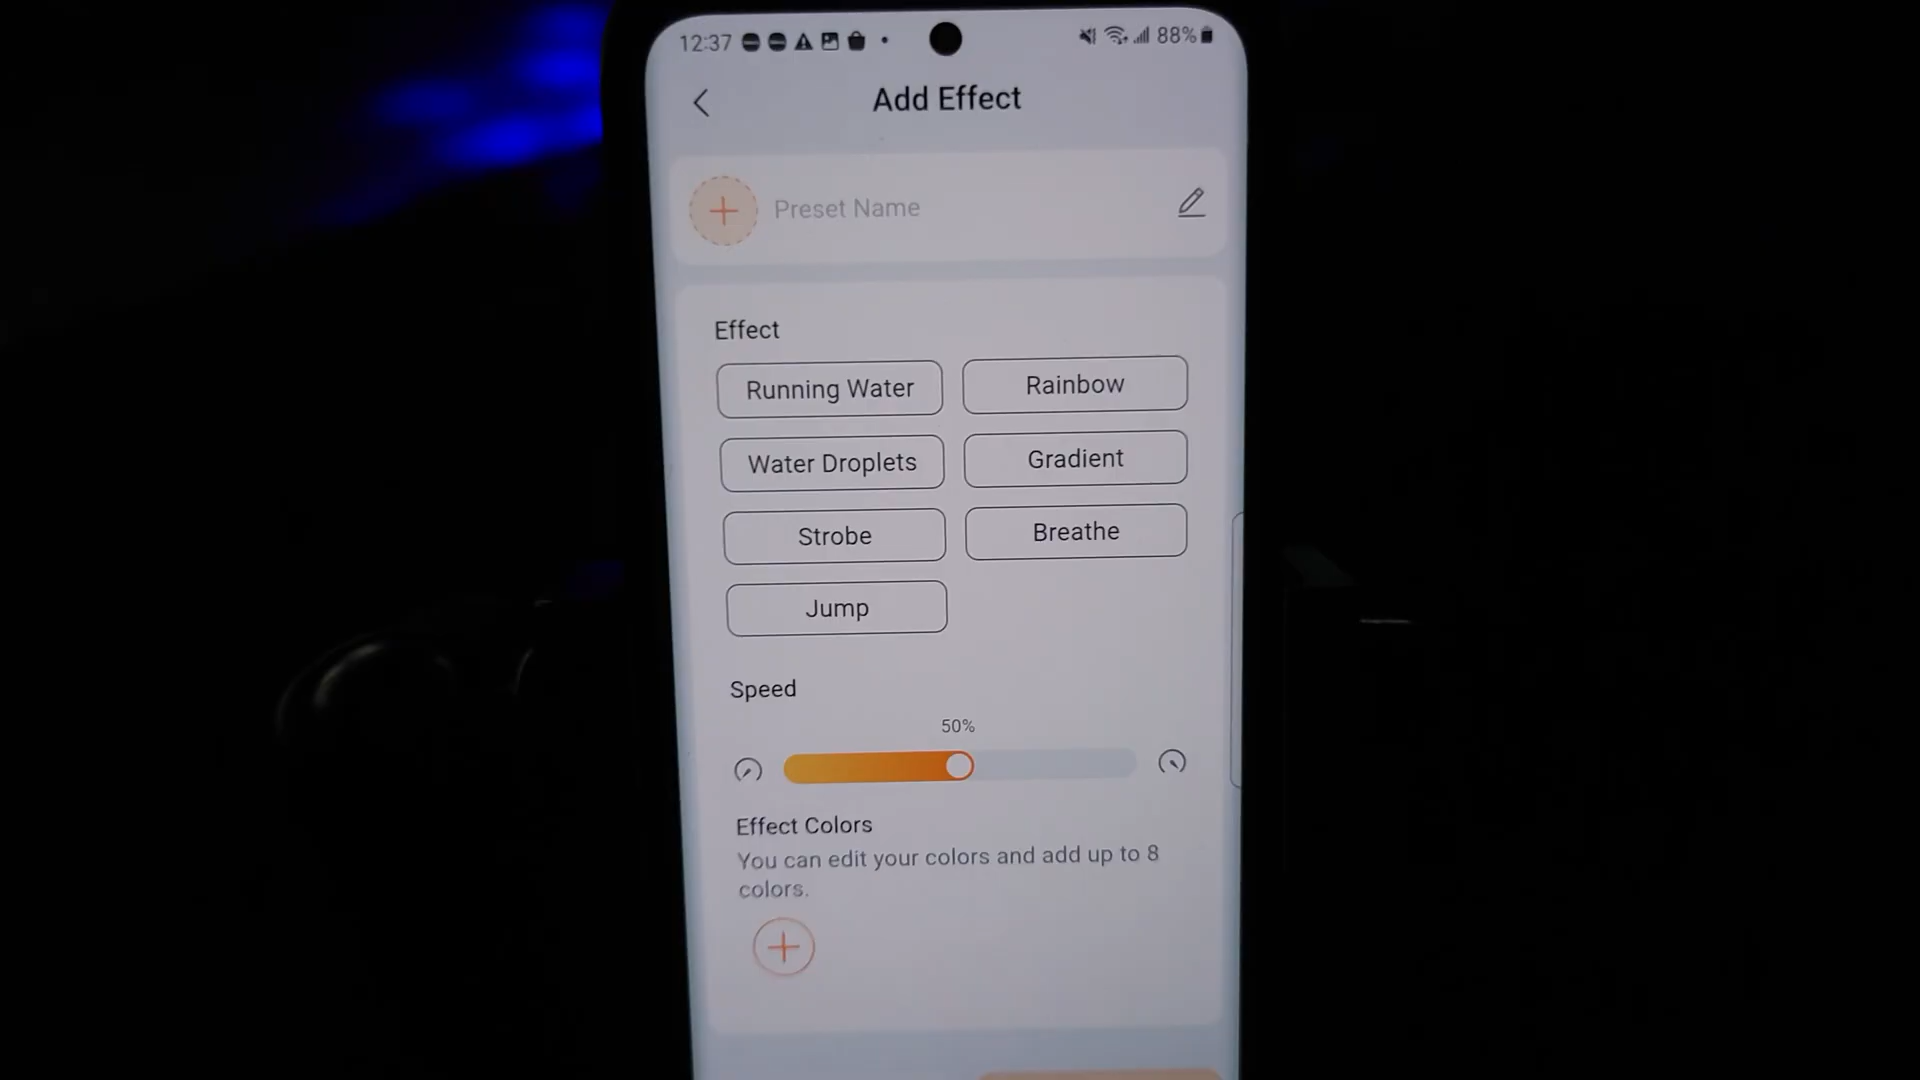 12:37 88%
Add Effect
Preset Name
Effect
Running Water Rainbow
Water Droplets Gradient
Strobe Breathe
Jump
Speed
50%
Effect Colors
You can edit your colors and add up to 8
colors.